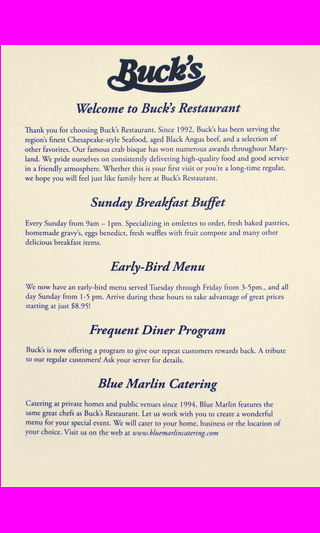 Buck's
Welcome to Buck's Restaurant
Thank you for choosing Buck's Restaurant. Since 1992, Buck's has been serving the
region's finest Chesapeake-style Seafood, aged Black Angus beef, and a selection of
other favorites. Our famous crab bisque has won numerous awards throughout Mary-
land. We pride ourselves on consistently delivering high-quality food and good service
in a friendly atmosphere. Whether this is your first visit or you're a long-time regular,
we hope you will feel just like family here at Buck's Restaurant.
Sunday Breakfast Buffet
Every Sunday from 9am – 1pm. Specializing in omlettes to order, fresh baked pastries,
homemade gravy's, eggs benedict, fresh waffles with fruit compote and many other
delicious breakfast items.
Early-Bird Menu
We now have an early-bird menu served Tuesday through Friday from 3-5pm., and all
day Sunday from 1-5 pm. Arrive during these hours to take advantage of great prices
starting at just $8.95!
Frequent Diner Program
Buck's is now offering a program to give our repeat customers rewards back. A tribute
to our regular customers! Ask your server for details.
Blue Marlin Catering
Catering at private homes and public venues since 1994, Blue Marlin features the
same great chefs as Buck's Restaurant. Let us work with you to create a wonderful
menu for your special event. We will cater to your home, business or the location of
your choice. Visit us on the web at www.bluemarlincatering.com